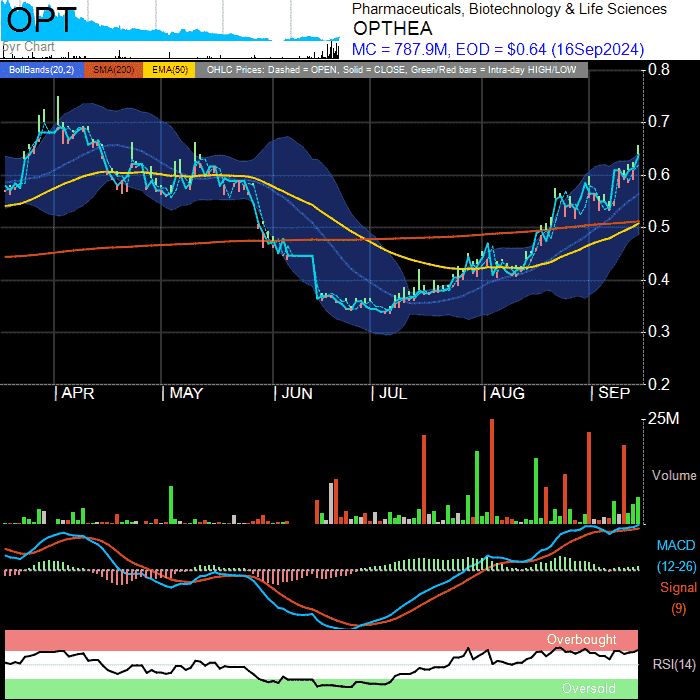 OPT
5yr Chart
Pharmaceuticals, Biotechnology & Life Sciences
OPTHEA
MC = 787.9M, EOD = $0.64 (16Sep2024)
BollBands(20,2) SMA(200) EMA(50) OHLC Prices: Dashed = OPEN, Solid = CLOSE, Green/Red bars = Intra-day HIGH/LOW
0.8
0.7
0.6
0.5
0.4
0.3
0.2
APR MAY JUN JUL AUG SEP
25M
Volume
MACD
(12-26)
Signal
(9)
Overbought
RSI(14)
Oversold